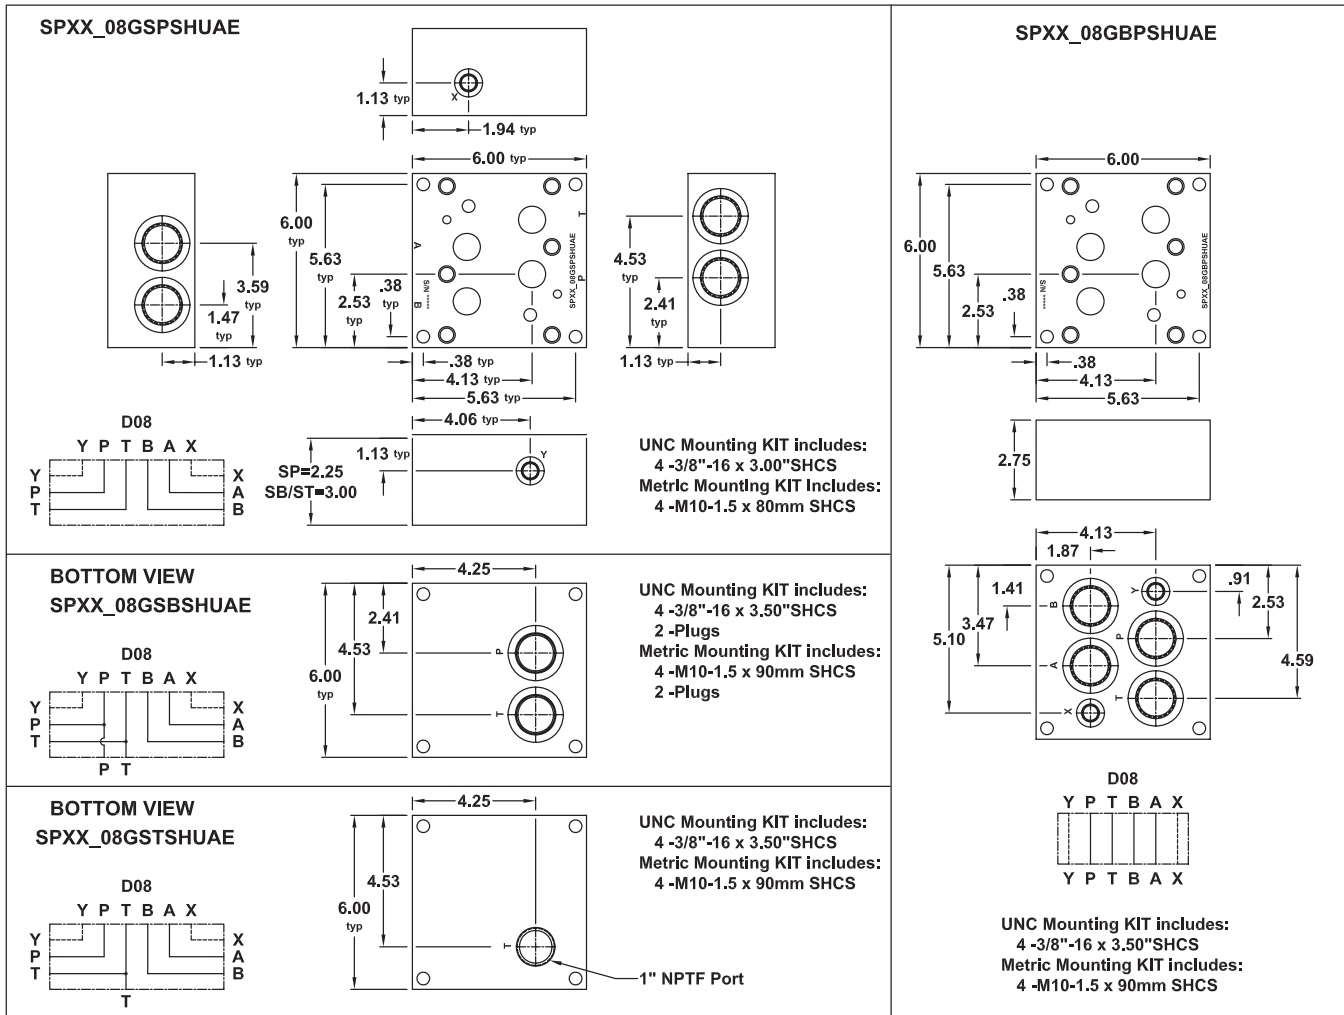 SPXX_08GSPSHUAE
X
1.13 typ
1.94 typ
6.00 typ
6.00
typ
5.63
typ
2.53
typ
.38
typ
A
B
S/N *****
T
P
SPXX_08GSPSHUAE
3.59
typ
1.47
typ
1.13 typ
.38 typ
4.13 typ
5.63 typ
4.53
typ
2.41
typ
1.13 typ
4.06 typ
1.13 typ
Y
SP=2.25
SB/ST=3.00
D08
Y P T B A X
Y X
P A
T B
UNC Mounting KIT includes:
4 -3/8"-16 x 3.00"SHCS
Metric Mounting KIT Includes:
4 -M10-1.5 x 80mm SHCS
BOTTOM VIEW
SPXX_08GSBSHUAE
D08
Y P T B A X
Y X
P A
T B
P T
4.25
2.41
4.53
6.00
typ
P
T
UNC Mounting KIT includes:
4 -3/8"-16 x 3.50"SHCS
2 -Plugs
Metric Mounting KIT includes:
4 -M10-1.5 x 90mm SHCS
2 -Plugs
BOTTOM VIEW
SPXX_08GSTSHUAE
D08
Y P T B A X
Y X
P A
T B
T
4.25
4.53
6.00
typ
T
1" NPTF Port
UNC Mounting KIT includes:
4 -3/8"-16 x 3.50"SHCS
Metric Mounting KIT includes:
4 -M10-1.5 x 90mm SHCS
SPXX_08GBPSHUAE
6.00
6.00
5.63
2.53
.38
S/N
SPXX_08GBPSHUAE
.38
4.13
5.63
2.75
4.13
1.87
1.41
3.47
5.10
.91
2.53
4.59
B
Y
P
A
T
X
D08
Y P T B A X
Y P T B A X
UNC Mounting KIT includes:
4 -3/8"-16 x 3.50"SHCS
Metric Mounting KIT includes:
4 -M10-1.5 x 90mm SHCS